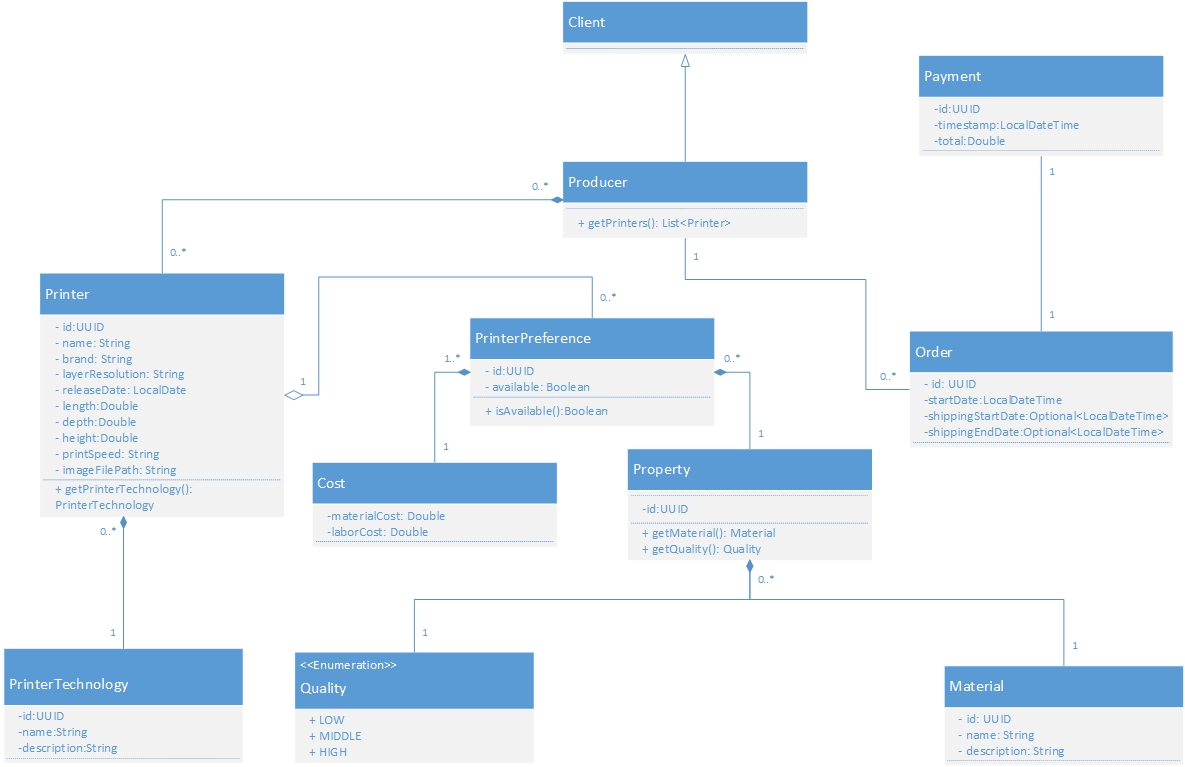 Client
Payment
-id:UUID
-timestamp:LocalDateTime
-total:Double
1
Producer
+ getPrinters(): List<Printer>
0..*
0..*
1
Printer
- id:UUID
- name: String
- brand: String
- layerResolution: String
- releaseDate: LocalDate
- length:Double
- depth:Double
- height:Double
- printSpeed: String
- imageFilePath: String
+ getPrinterTechnology():
PrinterTechnology
1
0..*
PrinterPreference
- id:UUID
- available: Boolean
+ isAvailable():Boolean
1..*
0..*
1
0..*
Order
- id: UUID
-startDate:LocalDateTime
-shippingStartDate:Optional<LocalDateTime>
-shippingEndDate:Optional<LocalDateTime>
1
1
Cost
-materialCost: Double
-laborCost: Double
Property
-id:UUID
+ getMaterial(): Material
+ getQuality(): Quality
0..*
0..*
1
1
1
PrinterTechnology
-id:UUID
-name:String
-description:String
<<Enumeration>>
Quality
+ LOW
+ MIDDLE
+ HIGH
Material
- id: UUID
- name: String
- description: String